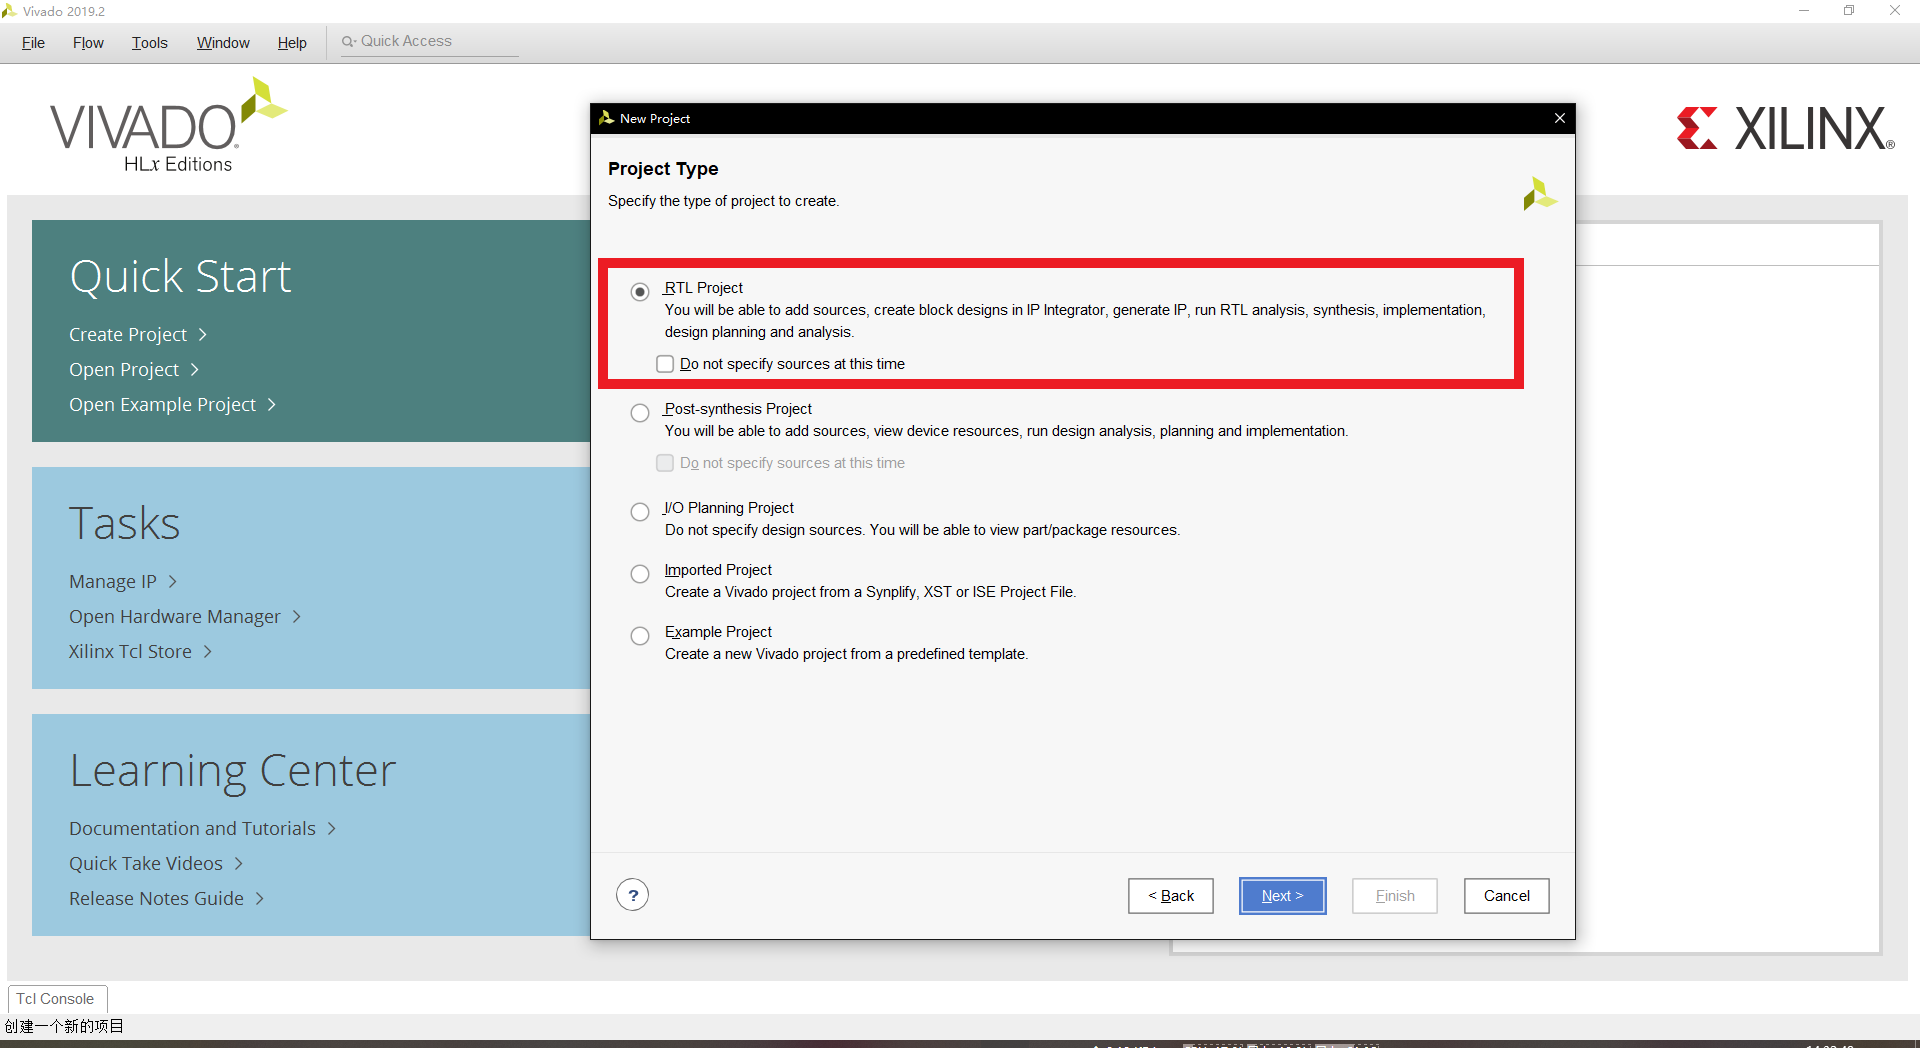 Vivado 2019.2
File Flow Tools Window Help Quick Access
VIVADO®
HLx Editions
XILINX®
Quick Start
Create Project >
Open Project >
Open Example Project >
Tasks
Manage IP >
Open Hardware Manager >
Xilinx Tcl Store >
Learning Center
Documentation and Tutorials >
Quick Take Videos >
Release Notes Guide >
New Project
Project Type
Specify the type of project to create.
RTL Project
You will be able to add sources, create block designs in IP Integrator, generate IP, run RTL analysis, synthesis, implementation,
design planning and analysis.
Do not specify sources at this time
Post-synthesis Project
You will be able to add sources, view device resources, run design analysis, planning and implementation.
Do not specify sources at this time
I/O Planning Project
Do not specify design sources. You will be able to view part/package resources.
Imported Project
Create a Vivado project from a Synplify, XST or ISE Project File.
Example Project
Create a new Vivado project from a predefined template.
? < Back Next > Finish Cancel
Tcl Console
创建一个新的项目